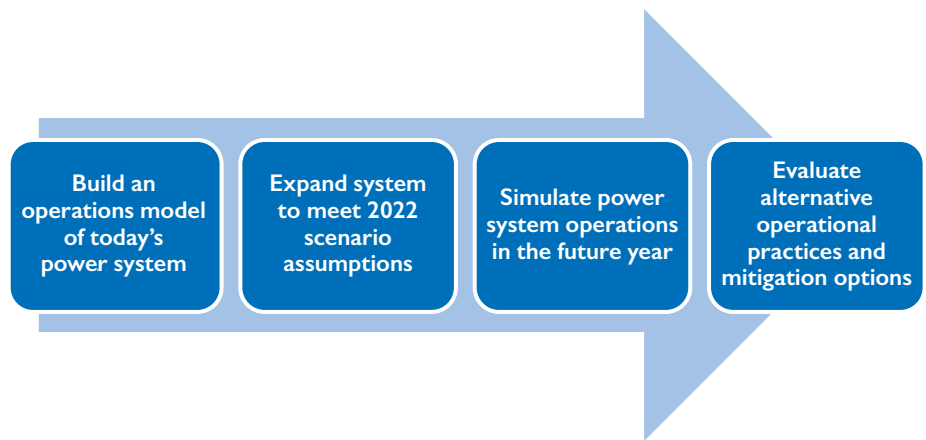 Build an
operations model
of today's
power system
Expand system
to meet 2022
scenario
assumptions
Simulate power
system operations
in the future year
Evaluate
alternative
operational
practices and
mitigation options